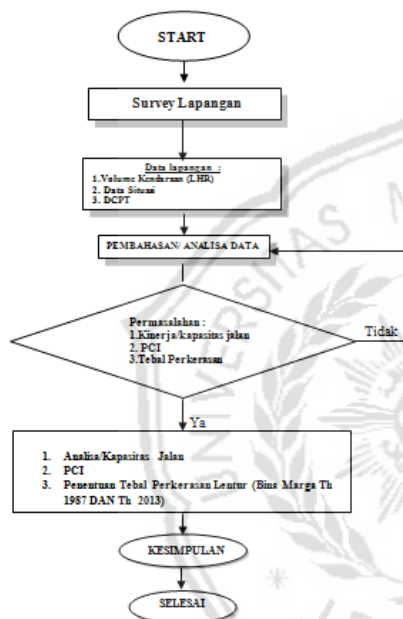 START
Survey Lapangan
Data lapangan :
1.Volume Kendaraan (LHR)
2. Data Situasi
3. DCPT
PEMBAHASAN/ ANALISA DATA
Permasalahan :
1.Kinerja/kapasitas jalan
2. PCI
3.Tebal Perkerasan
Tidak
Ya
1. Analisa/Kapasitas Jalan
2. PCI
3. Penentuan Tebal Perkerasan Lentur (Bina Marga Th
1987 DAN Th 2013)
KESIMPULAN
SELESAI